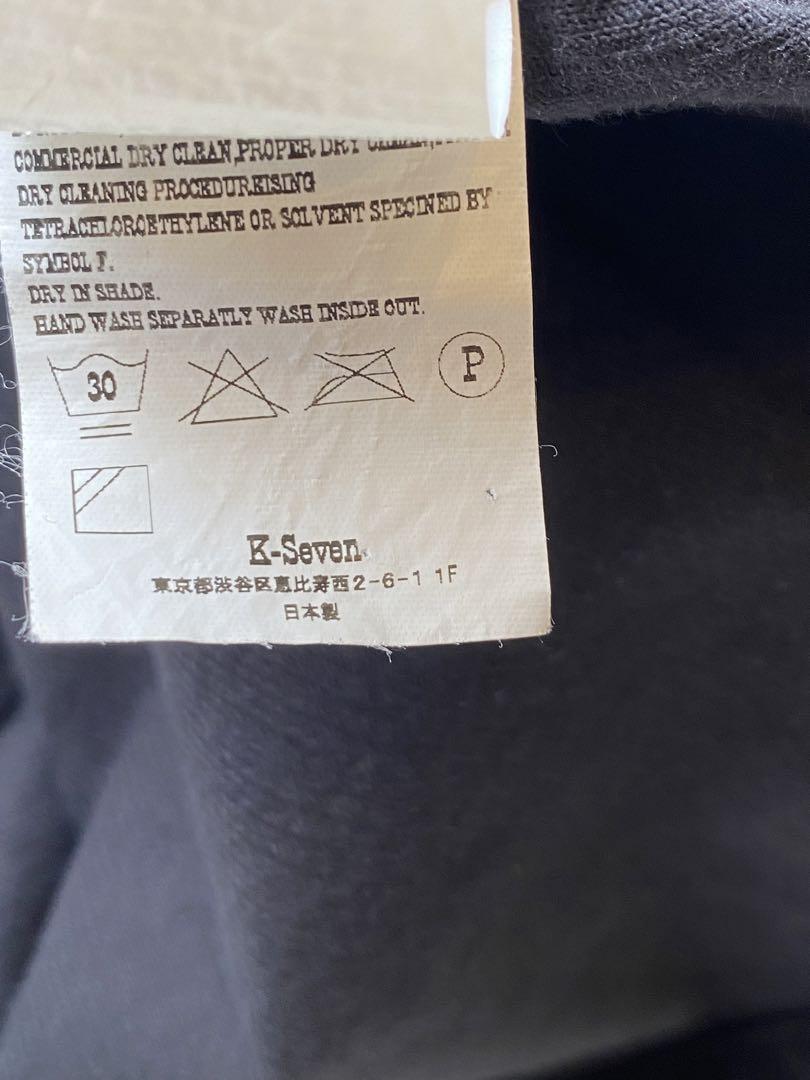 COMMERCIAL DRY CLEAN,PROPER DRY
DRY CLEANING PROCEDUREISING
TETRACHLOROETHYLENE OR SOLVENT SPECINED BY
SYMBOL F.
DRY IN SHADE.
HAND WASH SEPARATLY WASH INSIDE OUT.
30
P
K-Seven
東京都渋谷区恵比寿西2-6-1 1F
日本製